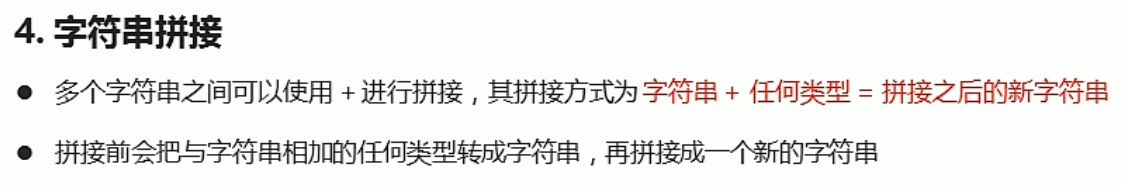 4. 字符串拼接
● 多个字符串之间可以使用 + 进行拼接，其拼接方式为 字符串 + 任何类型 = 拼接之后的新字符串
● 拼接前会把与字符串相加的任何类型转成字符串，再拼接成一个新的字符串